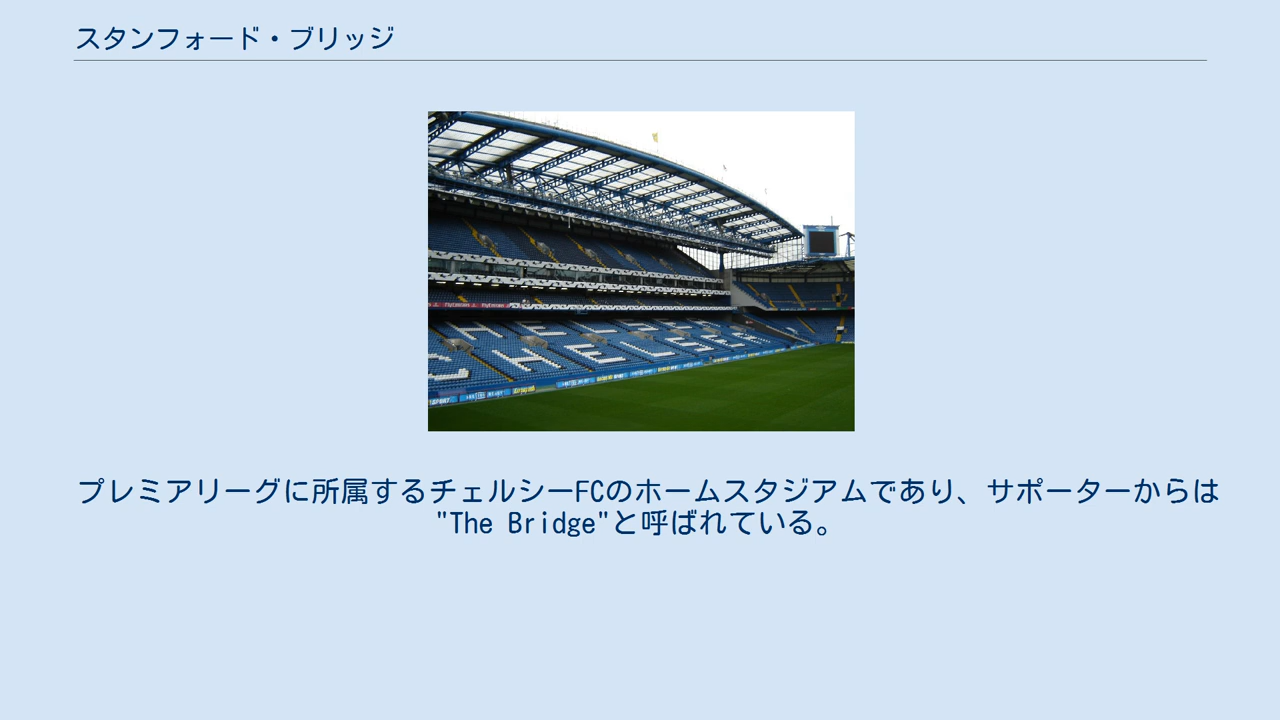 スタンフォード・ブリッジ
HELSE
CHELSEA
プレミアリーグに所属するチェルシーFCのホームスタジアムであり、サポーターからは
"The Bridge"と呼ばれている。